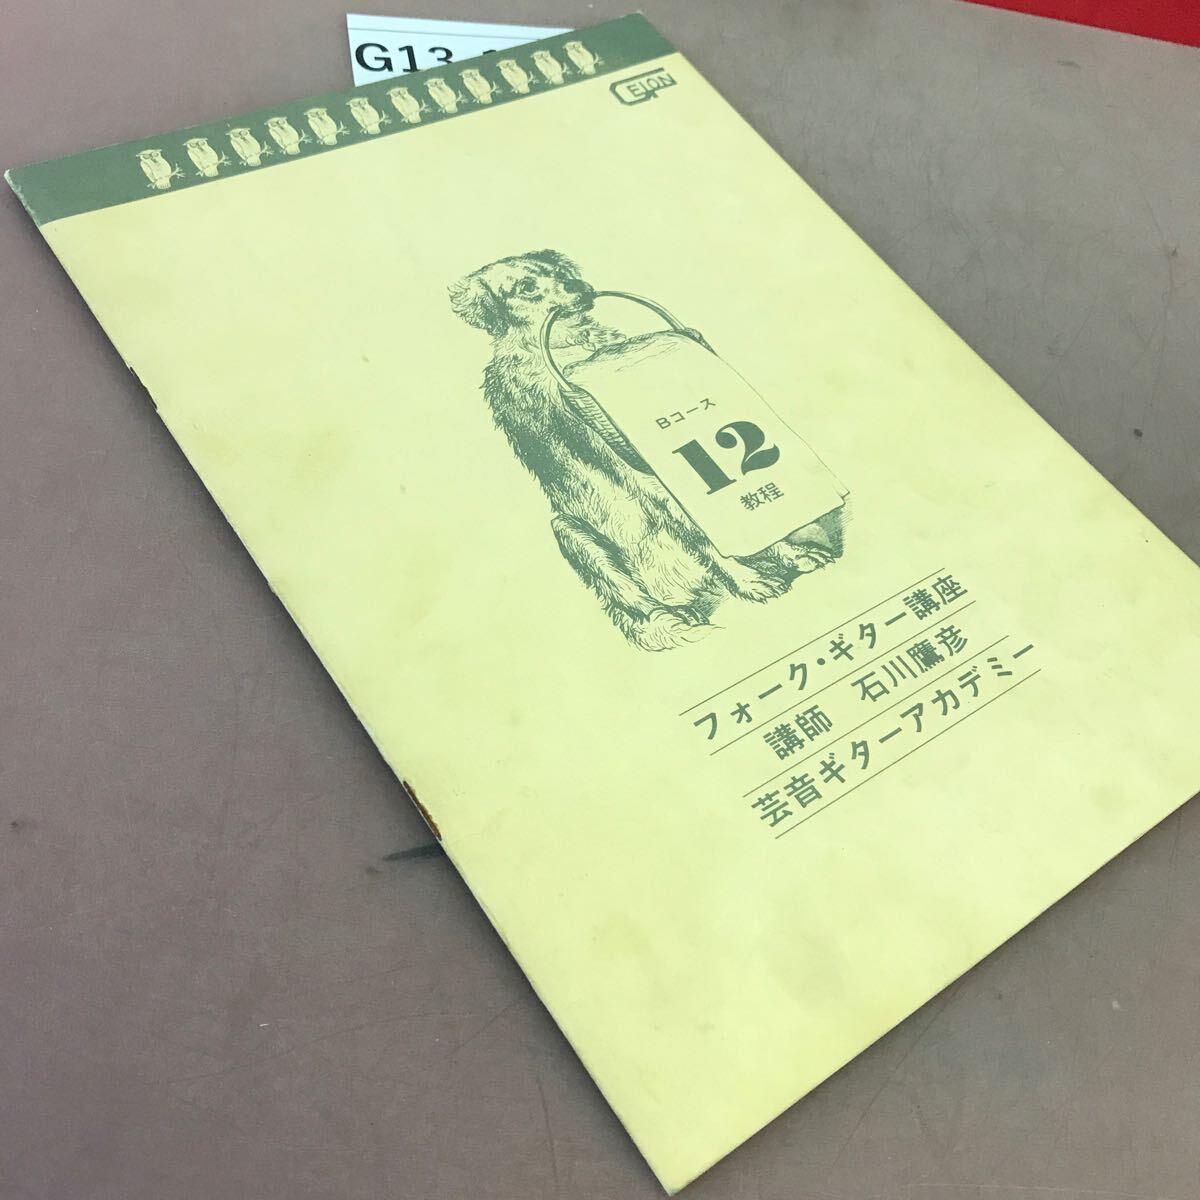 G13
GEION
Bコース
12
教程
フォーク・ギター講座
講師 石川鷹彦
芸音ギターアカデミー